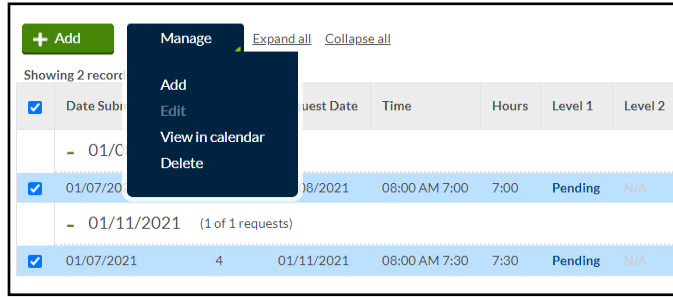 + Add Manage Expand all Collapse all
Showing 2 record
Add
Edit
View in calendar
Delete
Date Request Date Time Hours Level 1 Level 2
- 01/0
01/07/20 08/2021 08:00 AM 7:00 7:00 Pending N/A
- 01/11/2021 (1 of 1 requests)
01/07/2021 4 01/11/2021 08:00 AM 7:30 7:30 Pending N/A